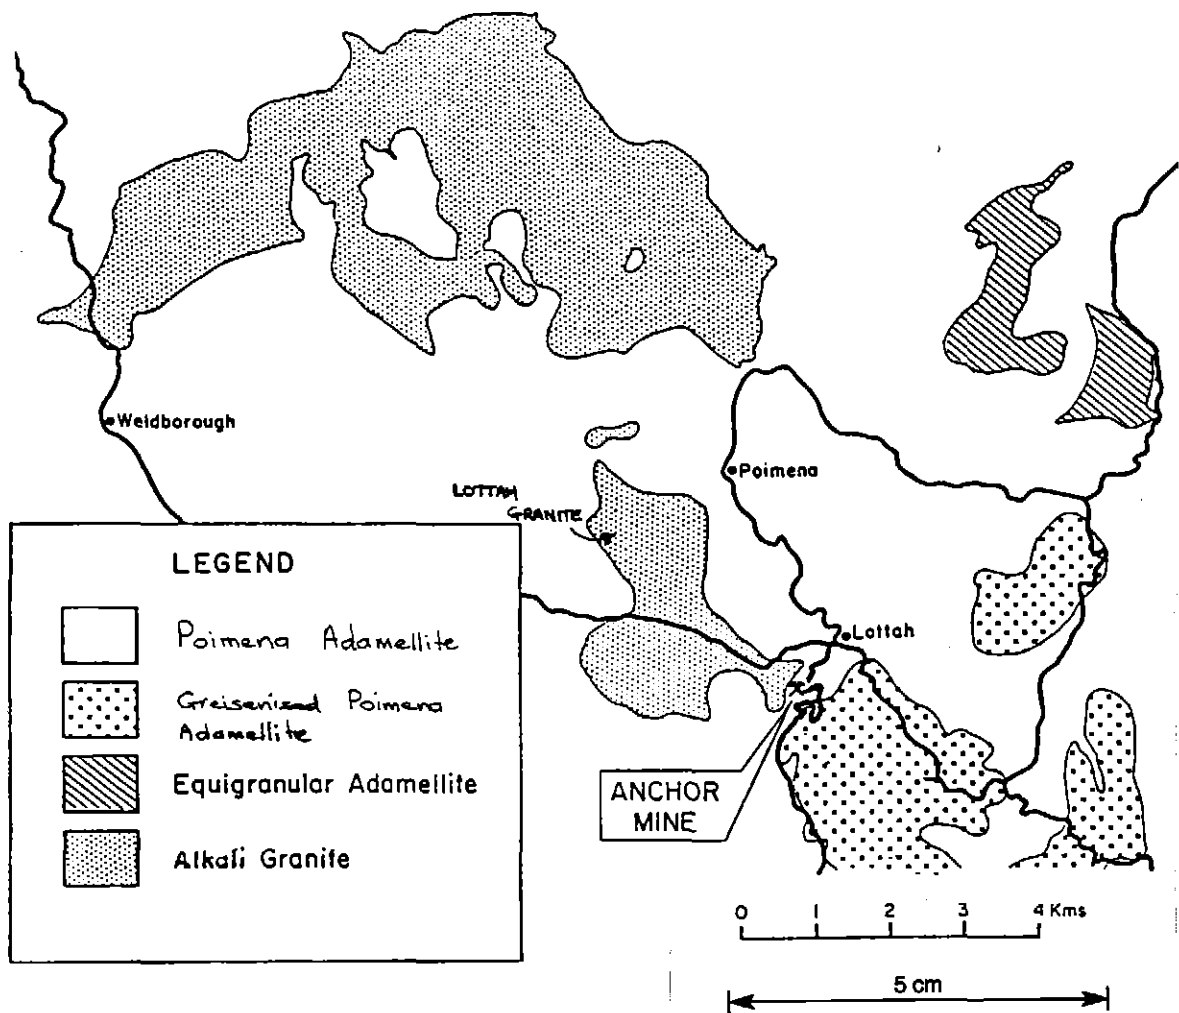 Weldborough
Poimena
LOTTAH
GRANITE
LEGEND
Poimena Adamellite
Greisenised Poimena
Adamellite
Equigranular Adamellite
Alkali Granite
Lottah
ANCHOR
MINE
0 1 2 3 4 Kms
5 cm